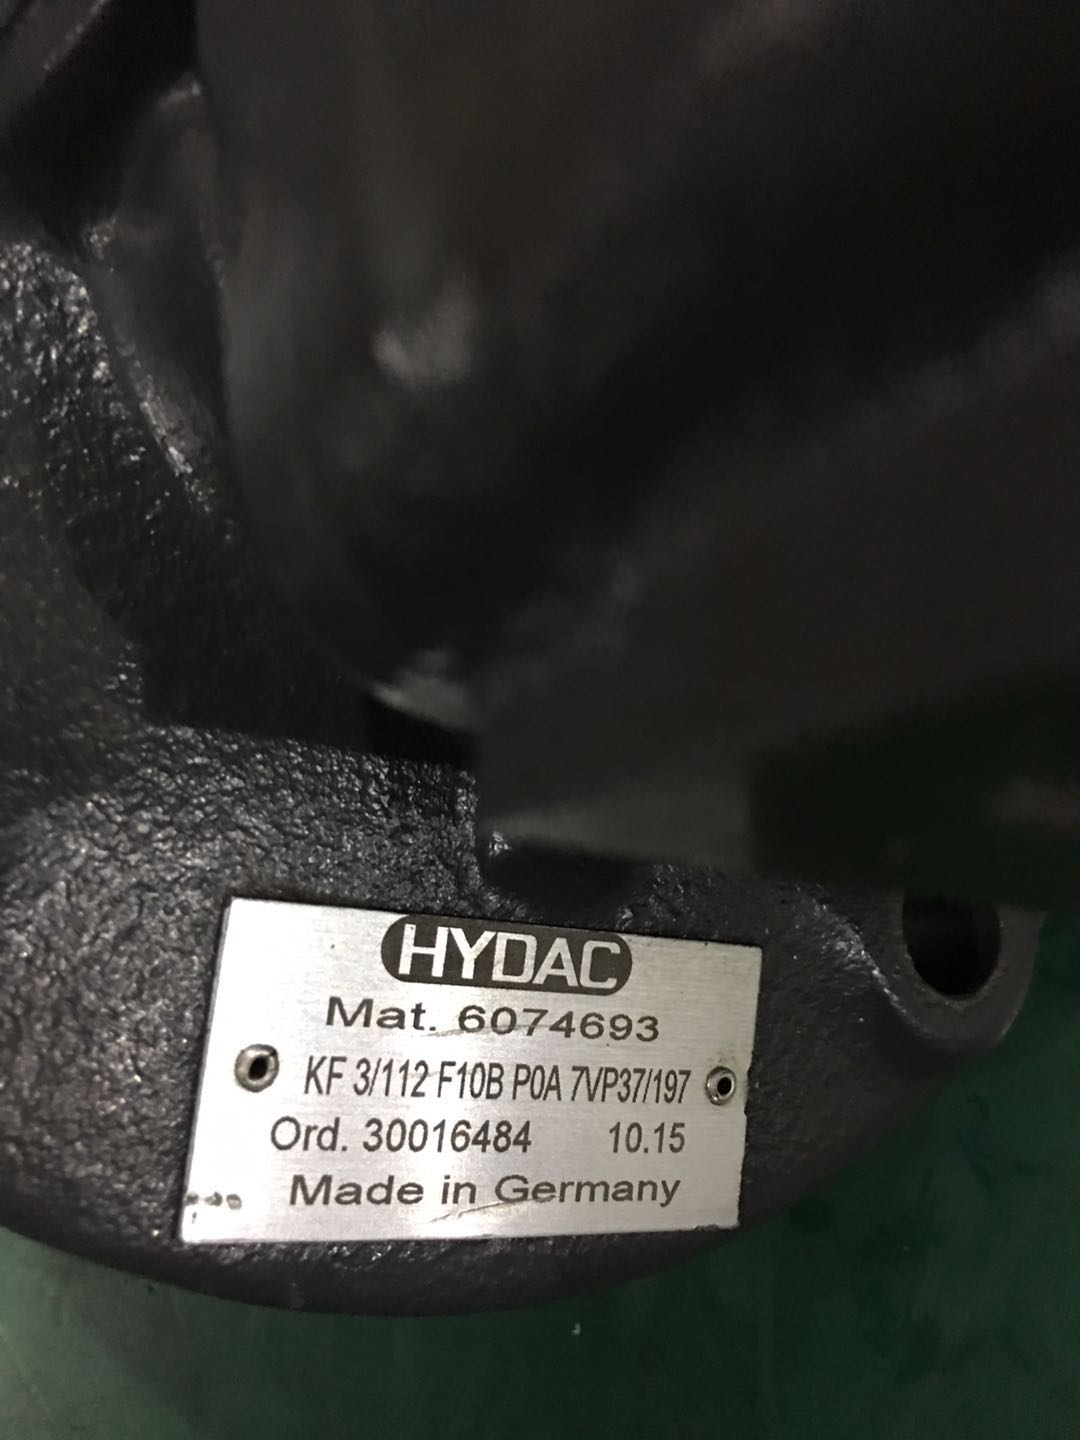 HYDAC
Mat. 6074693
KF 3/112 F10B P0A 7VP37/197
Ord. 30016484 10.15
Made in Germany